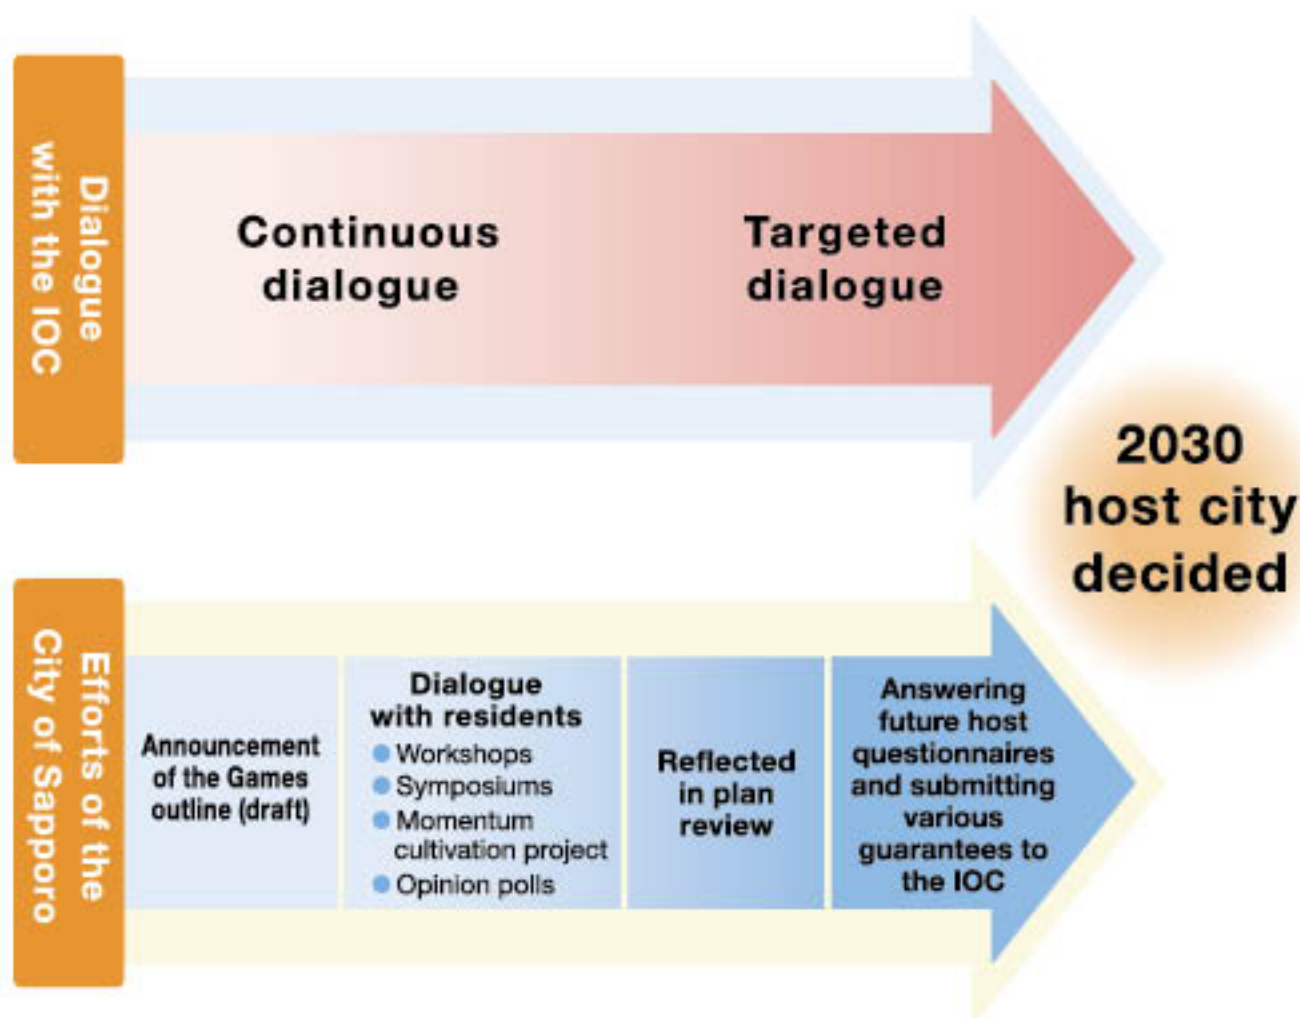 Dialogue
with the IOC
Continuous
dialogue
Targeted
dialogue
2030
host city
decided
Efforts of the
City of Sapporo
Announcement
of the Games
outline (draft)
Dialogue
with residents
Workshops
Symposiums
Momentum
cultivation project
Opinion polls
Reflected
in plan
review
Answering
future host
questionnaires
and submitting
various
guarantees to
the IOC